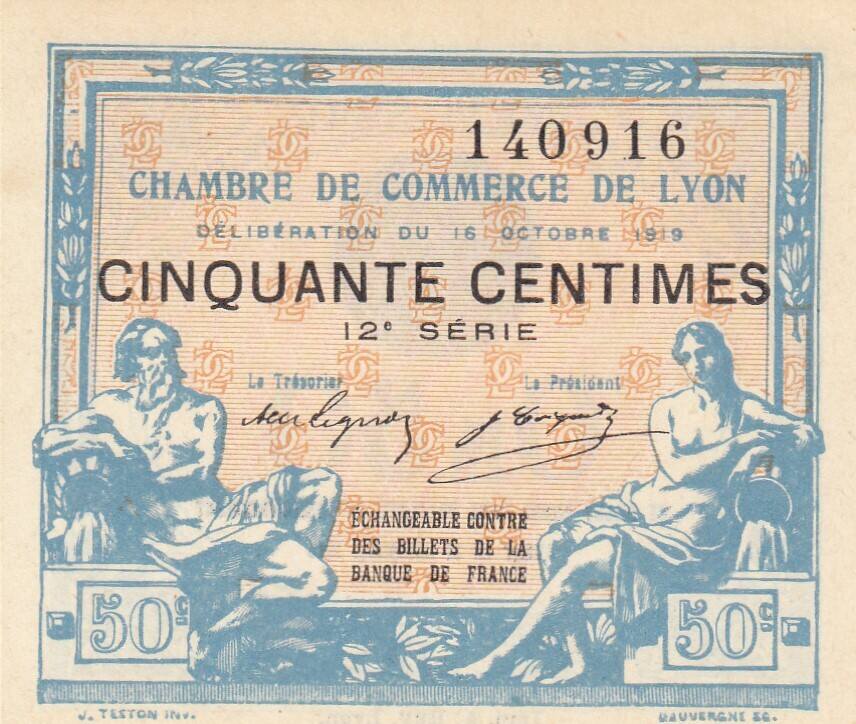 140916
CHAMBRE DE COMMERCE DE LYON
DÉLIBÉRATION DU 16 OCTOBRE 1919
CINQUANTE CENTIMES
12e SÉRIE
Le Trésorier Le Président
ÉCHANGEABLE CONTRE
DES BILLETS DE LA
BANQUE DE FRANCE
50c 50c
J. TESTON INV. DAUVERGNE SC.